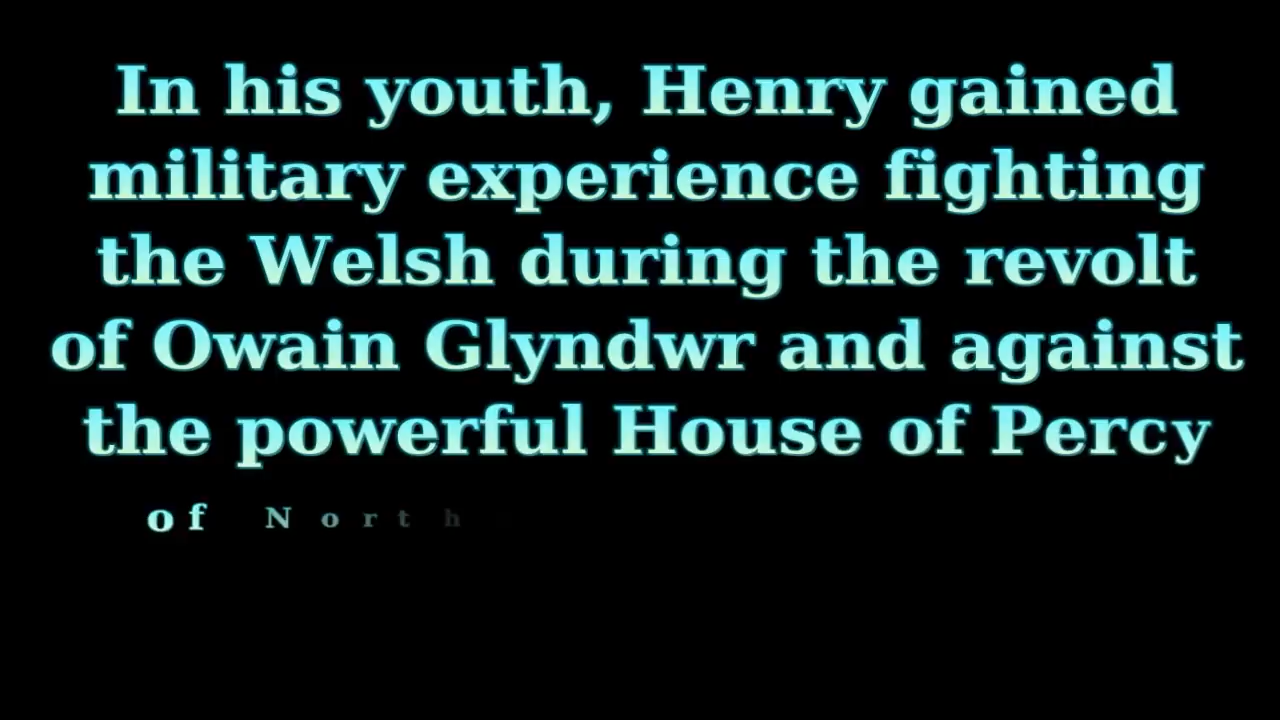 In his youth, Henry gained
military experience fighting
the Welsh during the revolt
of Owain Glyndwr and against
the powerful House of Percy
of North